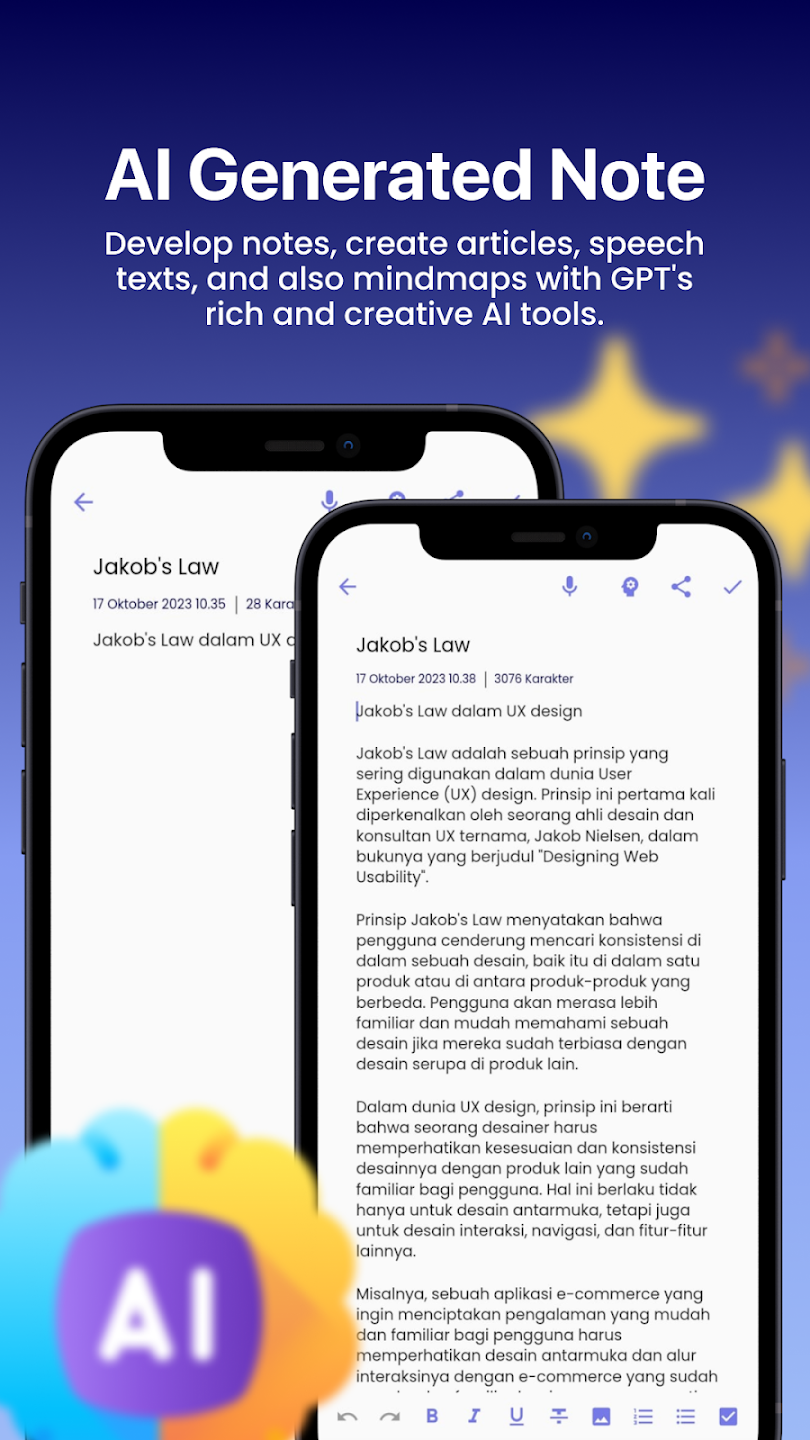 AI Generated Note
Develop notes, create articles, speech
texts, and also mindmaps with GPT's
rich and creative AI tools.
Jakob's Law
17 Oktober 2023 10.35 | 28 Kara
Jakob's Law dalam UX
Jakob's Law
17 Oktober 2023 10.38 | 3076 Karakter
Jakob's Law dalam UX design
Jakob's Law adalah sebuah prinsip yang
sering digunakan dalam dunia User
Experience (UX) design. Prinsip ini pertama kali
diperkenalkan oleh seorang ahli desain dan
konsultan UX ternama, Jakob Nielsen, dalam
bukunya yang berjudul "Designing Web
Usability".
Prinsip Jakob's Law menyatakan bahwa
pengguna cenderung mencari konsistensi di
dalam sebuah desain, baik itu di dalam satu
produk atau di antara produk-produk yang
berbeda. Pengguna akan merasa lebih
familiar dan mudah memahami sebuah
desain jika mereka sudah terbiasa dengan
desain serupa di produk lain.
Dalam dunia UX design, prinsip ini berarti
bahwa seorang desainer harus
memperhatikan kesesuaian dan konsistensi
desainnya dengan produk lain yang sudah
familiar bagi pengguna. Hal ini berlaku tidak
hanya untuk desain antarmuka, tetapi juga
untuk desain interaksi, navigasi, dan fitur-fitur
lainnya.
Misalnya, sebuah aplikasi e-commerce yang
ingin menciptakan pengalaman yang mudah
dan familiar bagi pengguna harus
memperhatikan desain antarmuka dan alur
interaksinya dengan e-commerce yang sudah
AI
B I U